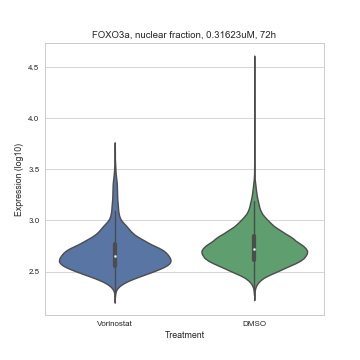 FOXO3a, nuclear fraction, 0.31623uM, 72h
4.5
4.0
3.5
3.0
2.5
Expression (log10)
Vorinostat
DMSO
Treatment